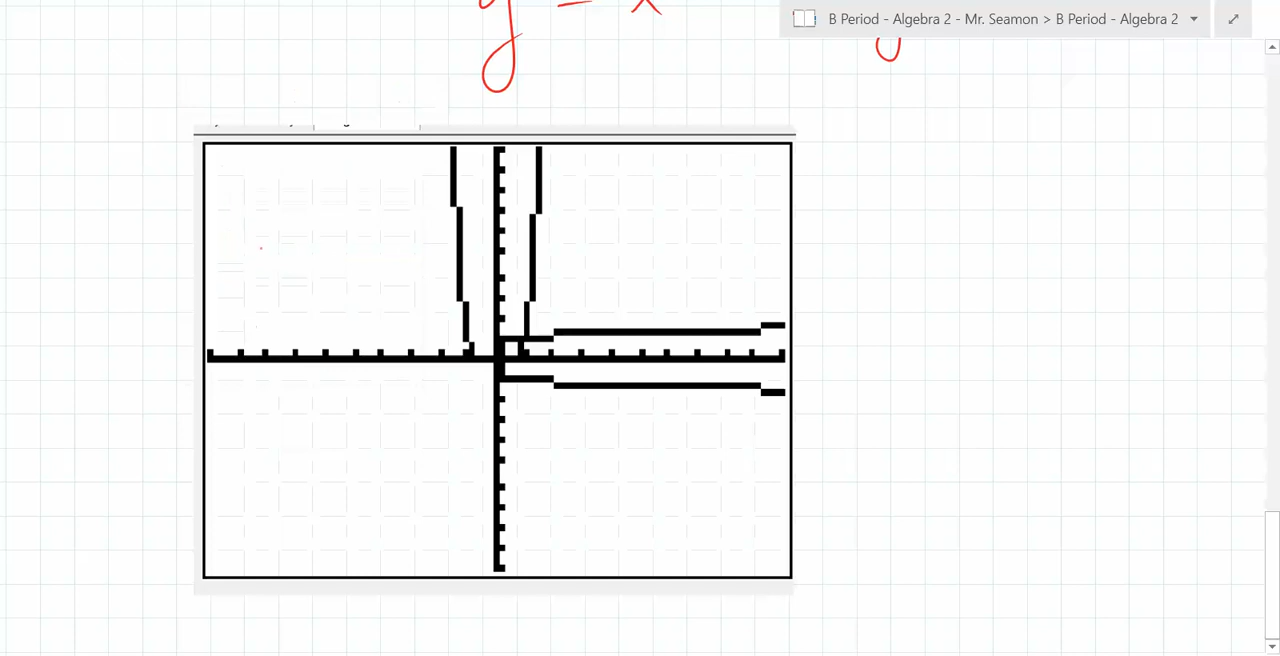 B Period - Algebra 2 - Mr. Seamon > B Period - Algebra 2
y = x
y